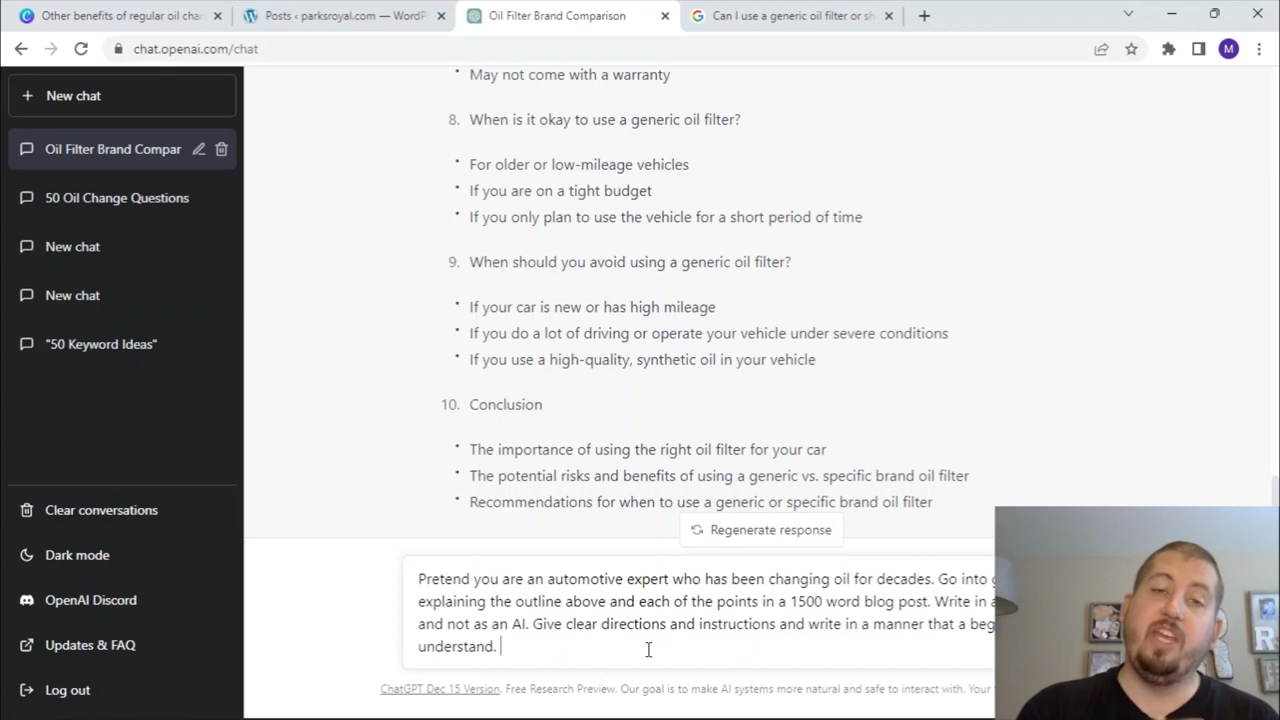 Other benefits of regular oil chan
Posts ‹ parksroyal.com — WordP
Oil Filter Brand Comparison
Can I use a generic oil filter or sh
chat.openai.com/chat
M
New chat
Oil Filter Brand Compar
50 Oil Change Questions
New chat
New chat
"50 Keyword Ideas"
Clear conversations
Dark mode
OpenAI Discord
Updates & FAQ
Log out
• May not come with a warranty
8. When is it okay to use a generic oil filter?
• For older or low-mileage vehicles
• If you are on a tight budget
• If you only plan to use the vehicle for a short period of time
9. When should you avoid using a generic oil filter?
• If your car is new or has high mileage
• If you do a lot of driving or operate your vehicle under severe conditions
• If you use a high-quality, synthetic oil in your vehicle
10. Conclusion
• The importance of using the right oil filter for your car
• The potential risks and benefits of using a generic vs. specific brand oil filter
• Recommendations for when to use a generic or specific brand oil filter
Regenerate response
Pretend you are an automotive expert who has been changing oil for decades. Go into g
explaining the outline above and each of the points in a 1500 word blog post. Write in a
and not as an AI. Give clear directions and instructions and write in a manner that a beg
understand.
ChatGPT Dec 15 Version. Free Research Preview. Our goal is to make AI systems more natural and safe to interact with. Your
R